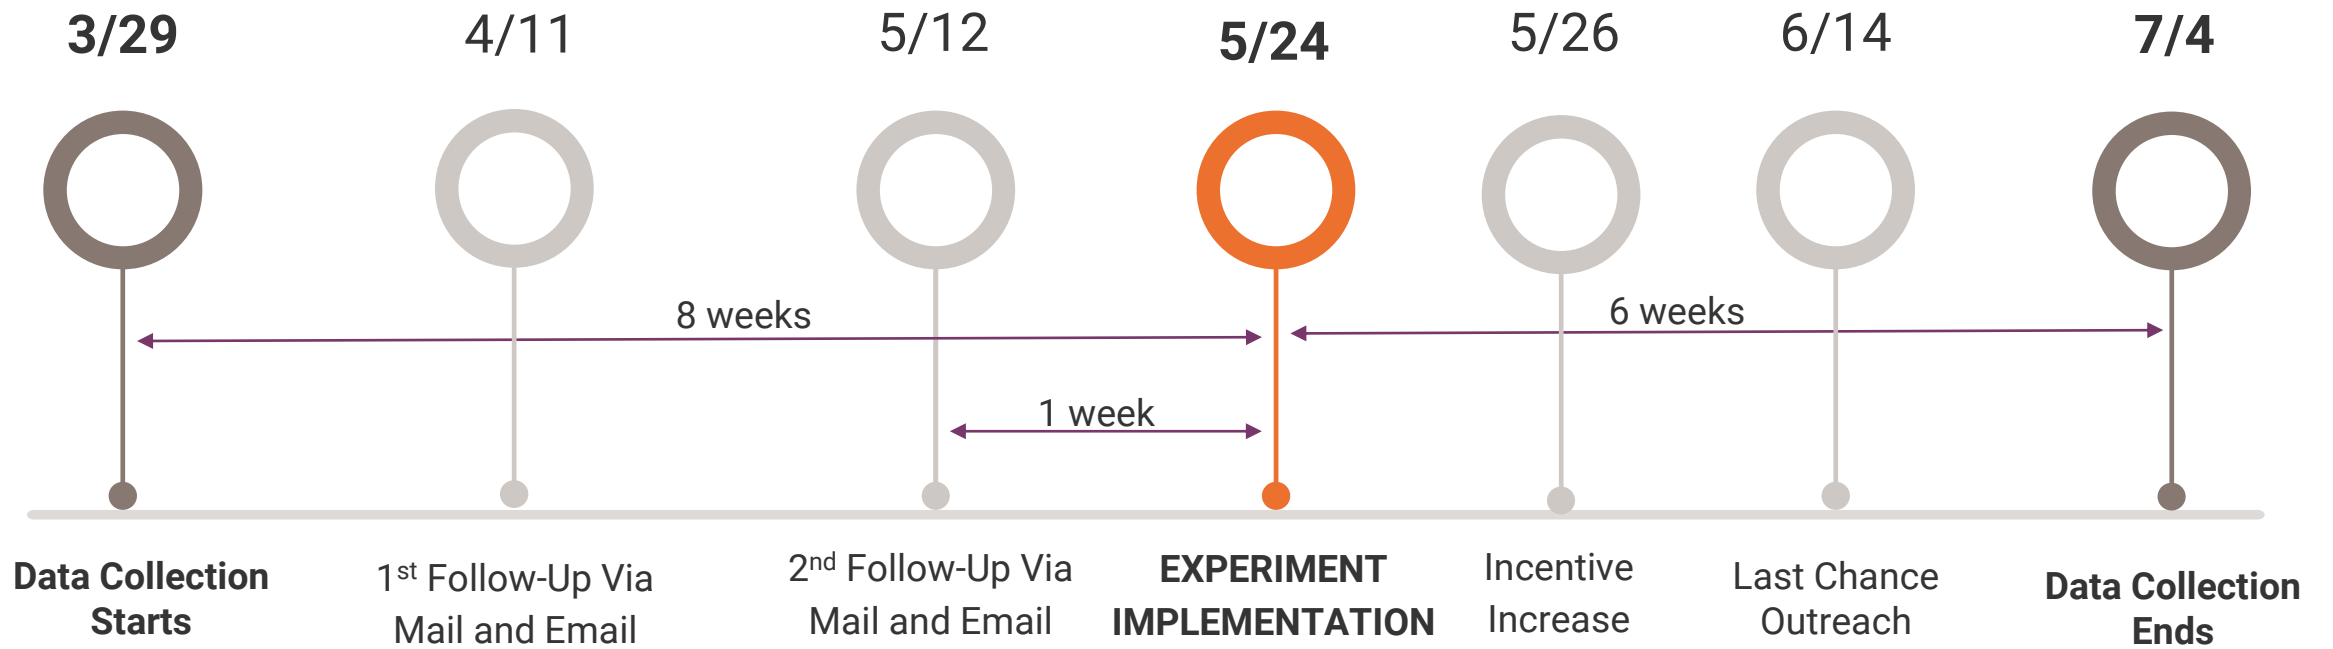 3/29
4/11
5/12
5/24
5/26
6/14
7/4
8 weeks
6 weeks
1 week
Data Collection
Starts
1st Follow-Up Via
Mail and Email
2nd Follow-Up Via
Mail and Email
EXPERIMENT
IMPLEMENTATION
Incentive
Increase
Last Chance
Outreach
Data Collection
Ends